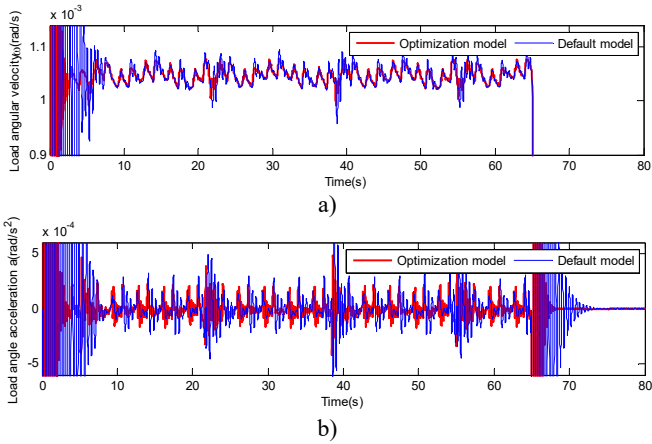 x 10^-3
Load angular velocityω(rad/s)
1.1
1
0.9
Optimization model
Default model
0 10 20 30 40 50 60 70 80
Time(s)
a)
x 10^-4
Load angle acceleration a(rad/s^2)
5
0
-5
Optimization model
Default model
0 10 20 30 40 50 60 70 80
Time(s)
b)